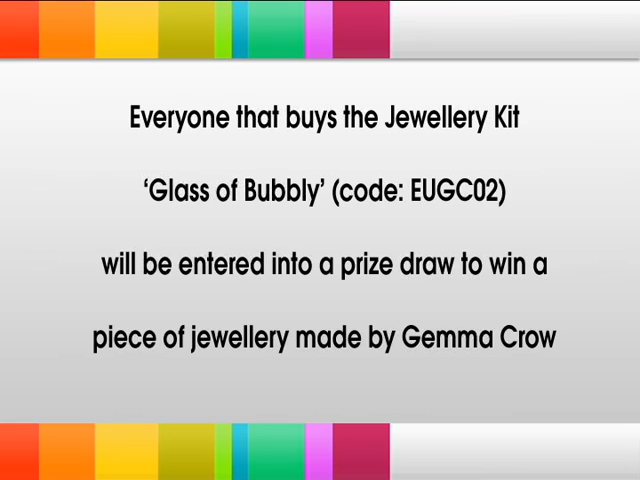 Everyone that buys the Jewellery Kit
‘Glass of Bubbly’ (code: EUGC02)
will be entered into a prize draw to win a
piece of jewellery made by Gemma Crow